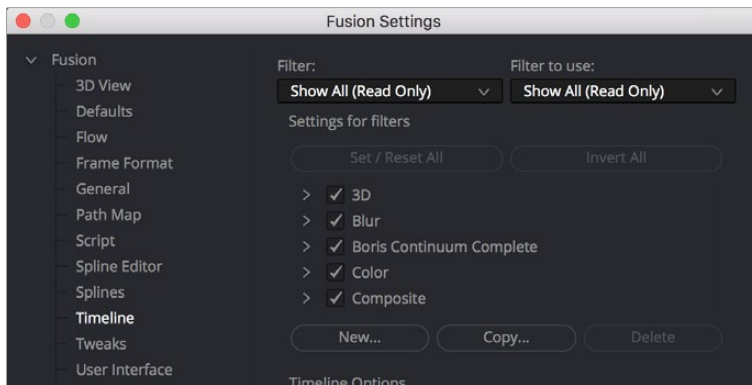 Fusion Settings
Fusion
3D View
Defaults
Flow
Frame Format
General
Path Map
Script
Spline Editor
Splines
Timeline
Tweaks
User Interface
Filter:
Filter to use:
Show All (Read Only)
Show All (Read Only)
Settings for filters
Set / Reset All
Invert All
3D
Blur
Boris Continuum Complete
Color
Composite
New...
Copy...
Delete
Timeline Options